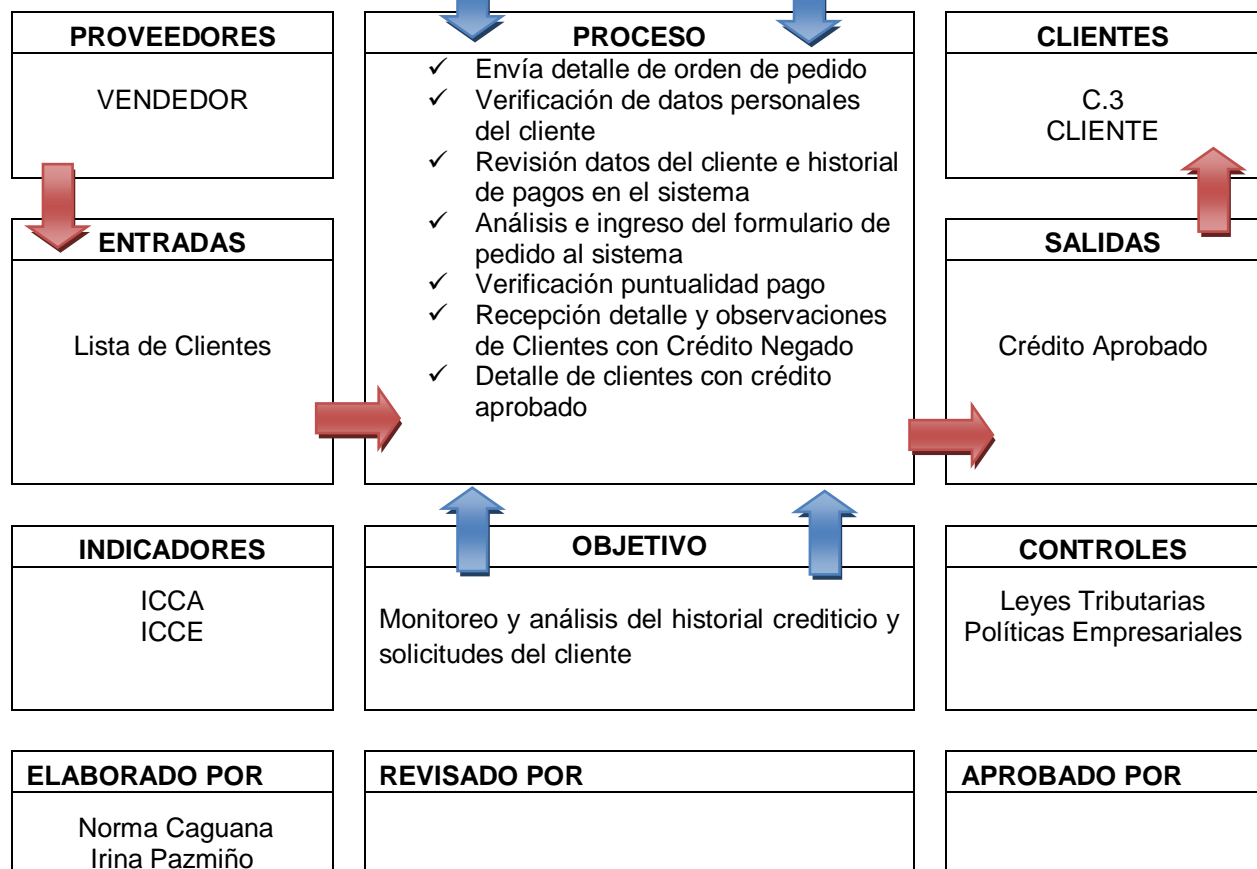 PROVEEDORES
VENDEDOR
PROCESO
✓ Envía detalle de orden de pedido
✓ Verificación de datos personales
del cliente
✓ Revisión datos del cliente e historial
de pagos en el sistema
✓ Análisis e ingreso del formulario de
pedido al sistema
✓ Verificación puntualidad pago
✓ Recepción detalle y observaciones
de Clientes con Crédito Negado
✓ Detalle de clientes con crédito
aprobado
CLIENTES
C.3
CLIENTE
ENTRADAS
Lista de Clientes
SALIDAS
Crédito Aprobado
INDICADORES
ICCA
ICCE
OBJETIVO
Monitoreo y análisis del historial crediticio y
solicitudes del cliente
CONTROLES
Leyes Tributarias
Políticas Empresariales
ELABORADO POR
Norma Caguana
Irina Pazmiño
REVISADO POR
APROBADO POR